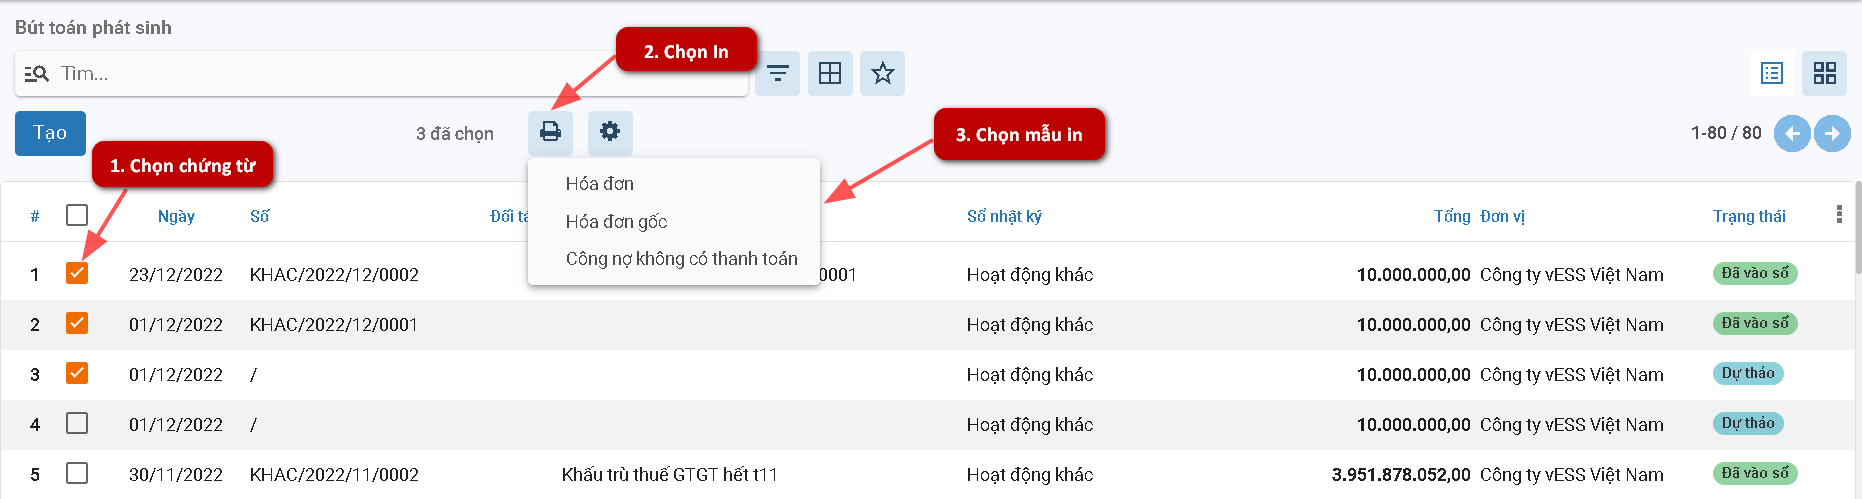 Bút toán phát sinh
Tìm...
2. Chọn In
Tạo
3 đã chọn
3. Chọn mẫu in
1-80 / 80
1. Chọn chứng từ
Hóa đơn
Hóa đơn gốc
Công nợ không có thanh toán
# Ngày Số Đối tá Sổ nhật ký Tổng Đơn vị Trạng thái
1 23/12/2022 KHAC/2022/12/0002 /0001 Hoạt động khác 10.000.000,00 Công ty vESS Việt Nam Đã vào sổ
2 01/12/2022 KHAC/2022/12/0001 Hoạt động khác 10.000.000,00 Công ty vESS Việt Nam Đã vào sổ
3 01/12/2022 / Hoạt động khác 10.000.000,00 Công ty vESS Việt Nam Dự thảo
4 01/12/2022 / Hoạt động khác 10.000.000,00 Công ty vESS Việt Nam Dự thảo
5 30/11/2022 KHAC/2022/11/0002 Khấu trừ thuế GTGT hết t11 Hoạt động khác 3.951.878.052,00 Công ty vESS Việt Nam Đã vào sổ